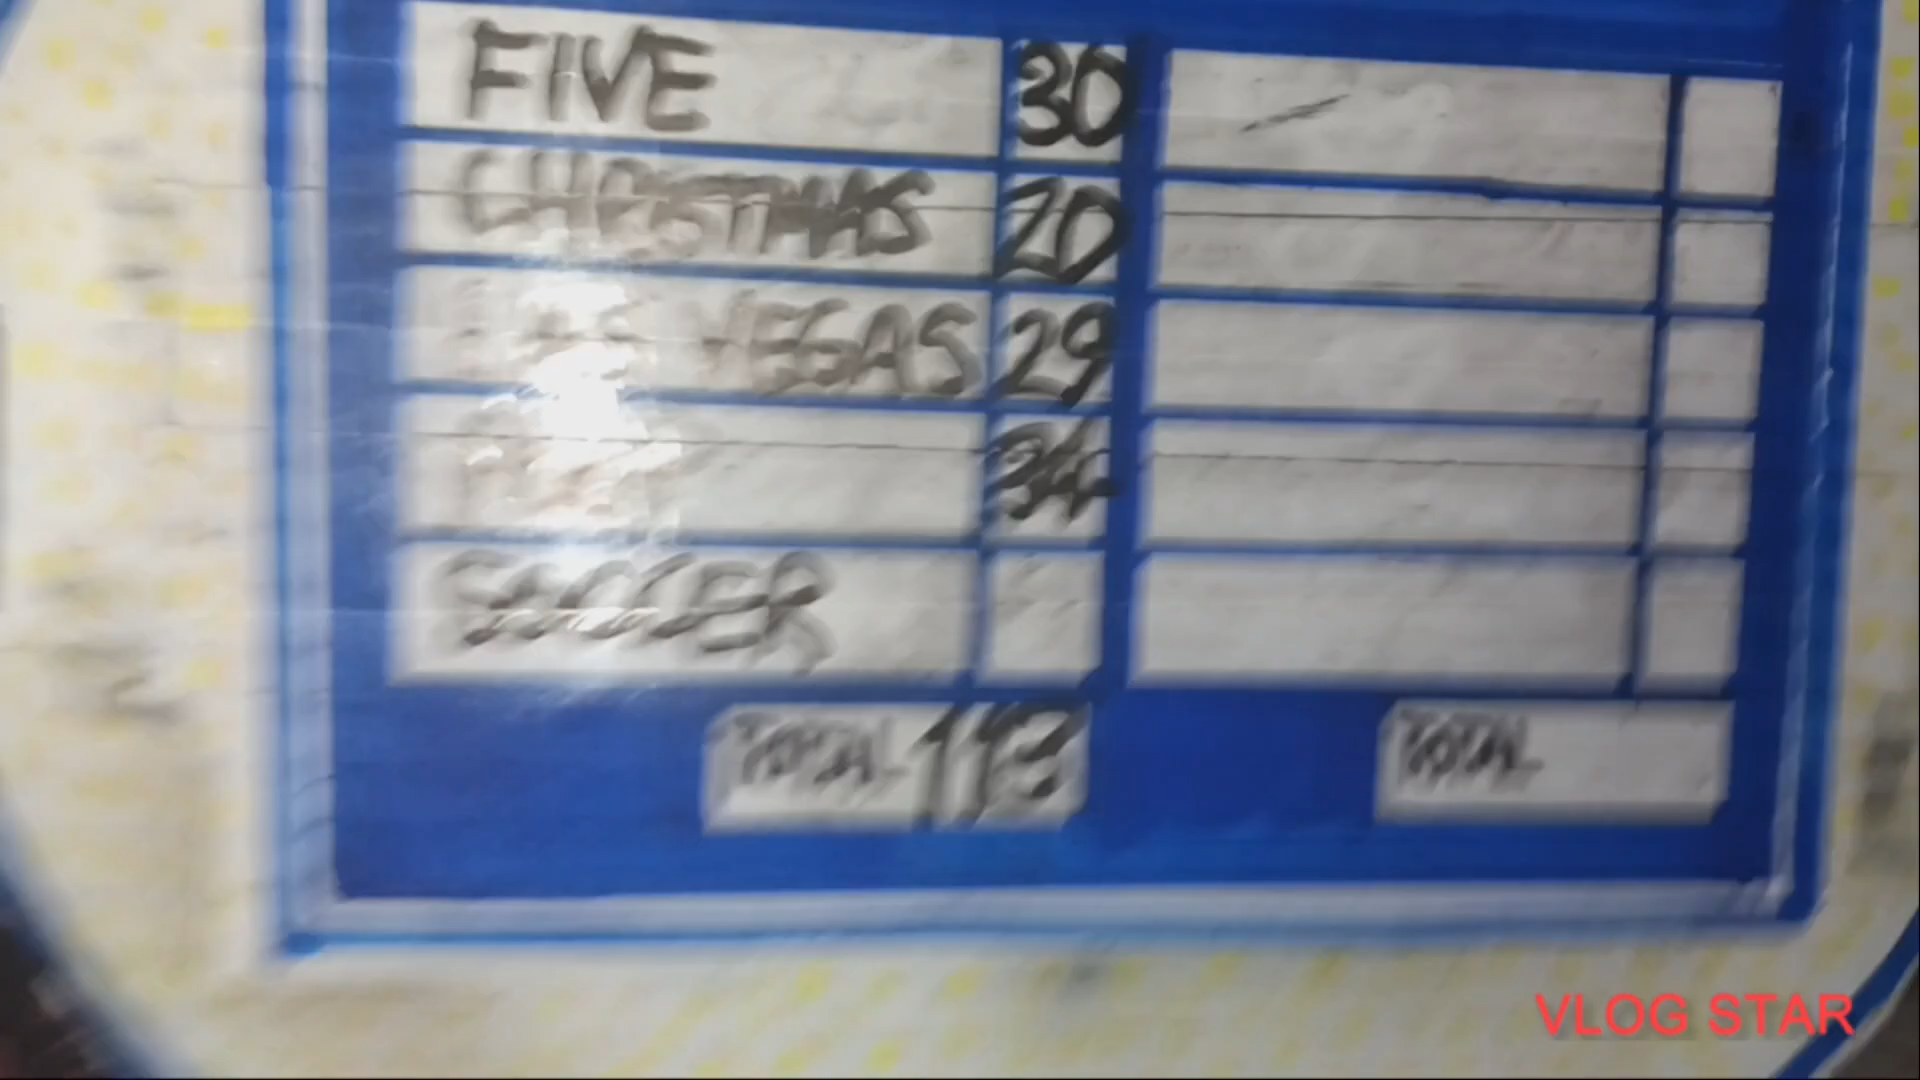 FIVE 30
CHRISTMAS 20
VEGAS 29
34
SOCCER
TOTAL 113
TOTAL
VLOG STAR